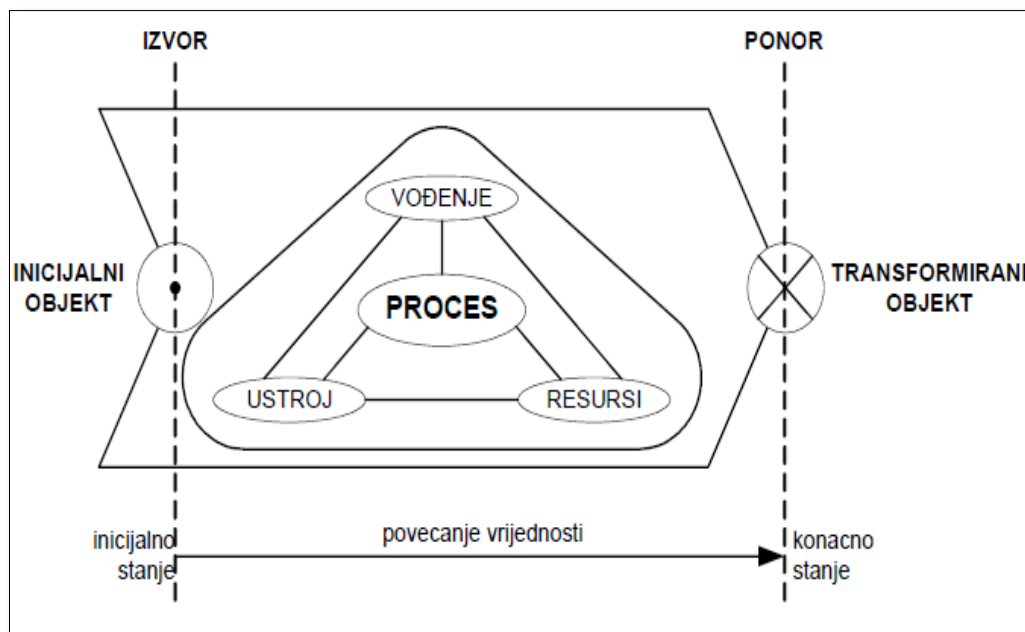 IZVOR
PONOR
VOĐENJE
INICIJALNI
OBJEKT
PROCES
TRANSFORMIRANI
OBJEKT
USTROJ
RESURSI
inicijalno
stanje
povecanje vrijednosti
konacno
stanje